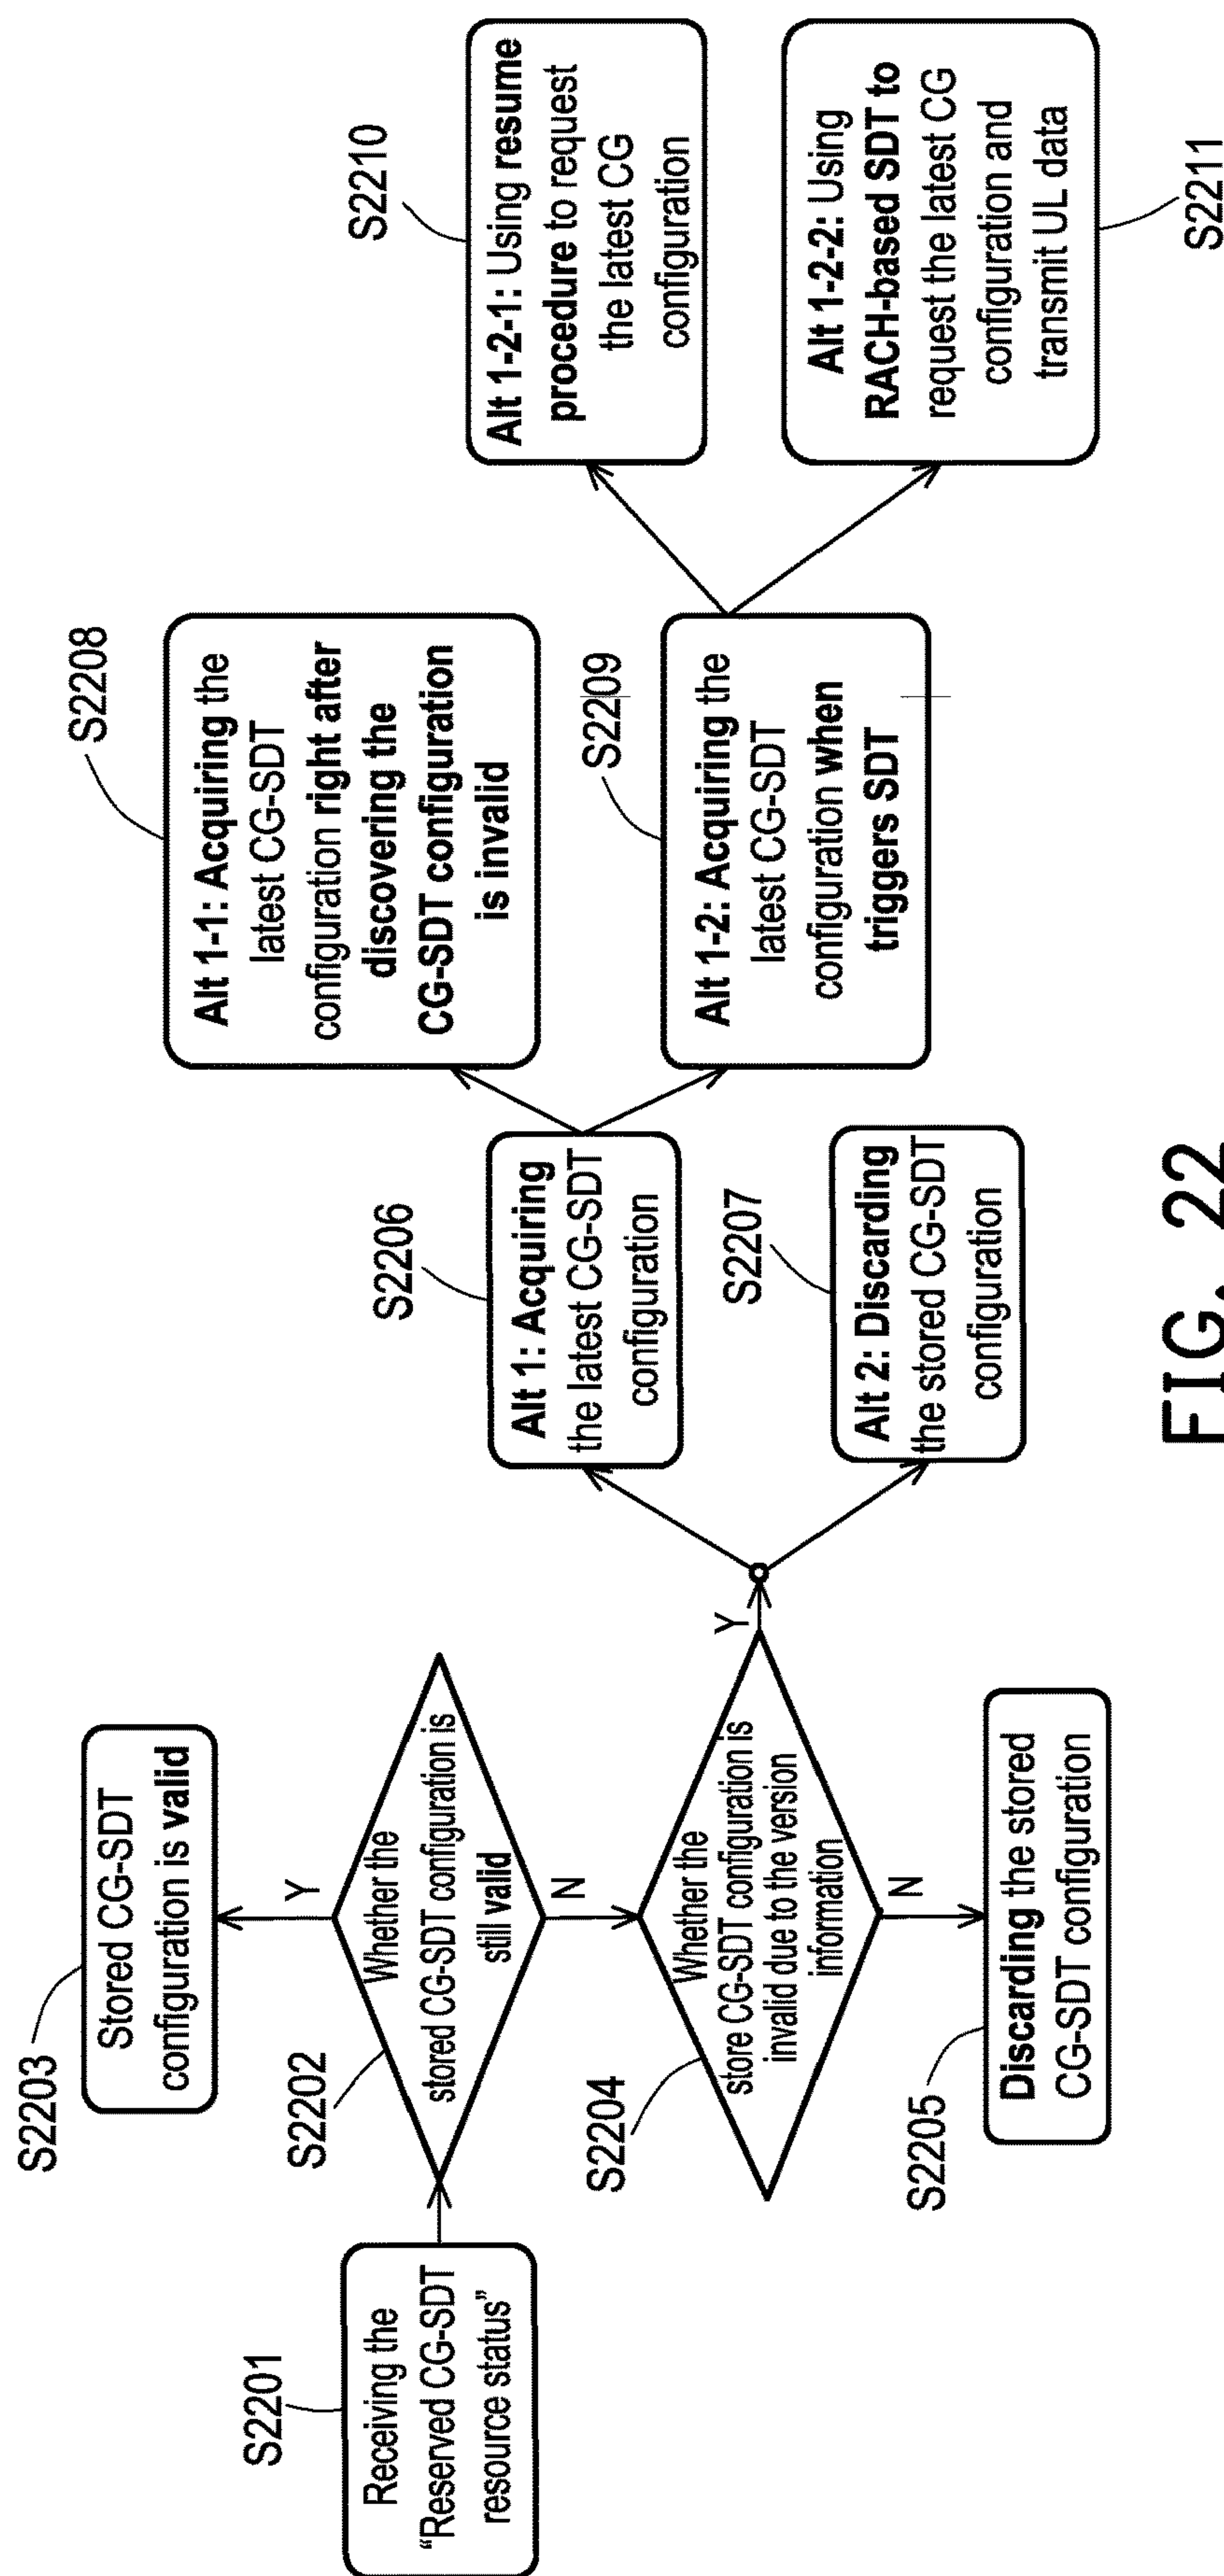 S2201
Receiving the
“Reserved CG-SDT
resource status”
S2202
Whether the
stored CG-SDT configuration is
still valid
Y
N
S2203
Stored CG-SDT
configuration is valid
S2204
Whether the
store CG-SDT configuration is
invalid due to the version
information
Y
N
S2205
Discarding the stored
CG-SDT configuration
S2206
Alt 1: Acquiring
the latest CG-SDT
configuration
S2207
Alt 2: Discarding
the stored CG-SDT
configuration
S2208
Alt 1-1: Acquiring the
latest CG-SDT
configuration right after
discovering the
CG-SDT configuration
is invalid
S2209
Alt 1-2: Acquiring the
latest CG-SDT
configuration when
triggers SDT
S2210
Alt 1-2-1: Using resume
procedure to request
the latest CG
configuration
S2211
Alt 1-2-2: Using
RACH-based SDT to
request the latest CG
configuration and
transmit UL data
FIG. 22